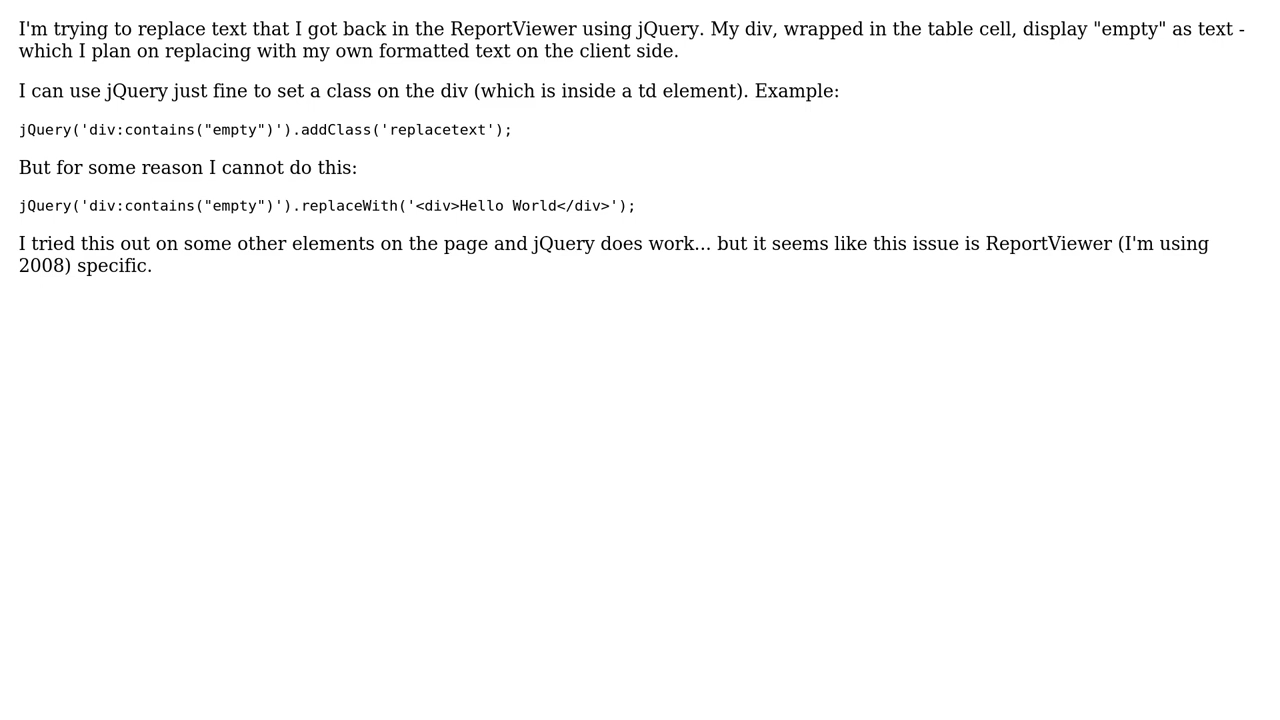 I'm trying to replace text that I got back in the ReportViewer using jQuery. My div, wrapped in the table cell, display "empty" as text -
which I plan on replacing with my own formatted text on the client side.
I can use jQuery just fine to set a class on the div (which is inside a td element). Example:
jQuery('div:contains("empty")').addClass('replacetext');
But for some reason I cannot do this:
jQuery('div:contains("empty")').replaceWith('<div>Hello World</div>');
I tried this out on some other elements on the page and jQuery does work... but it seems like this issue is ReportViewer (I'm using
2008) specific.